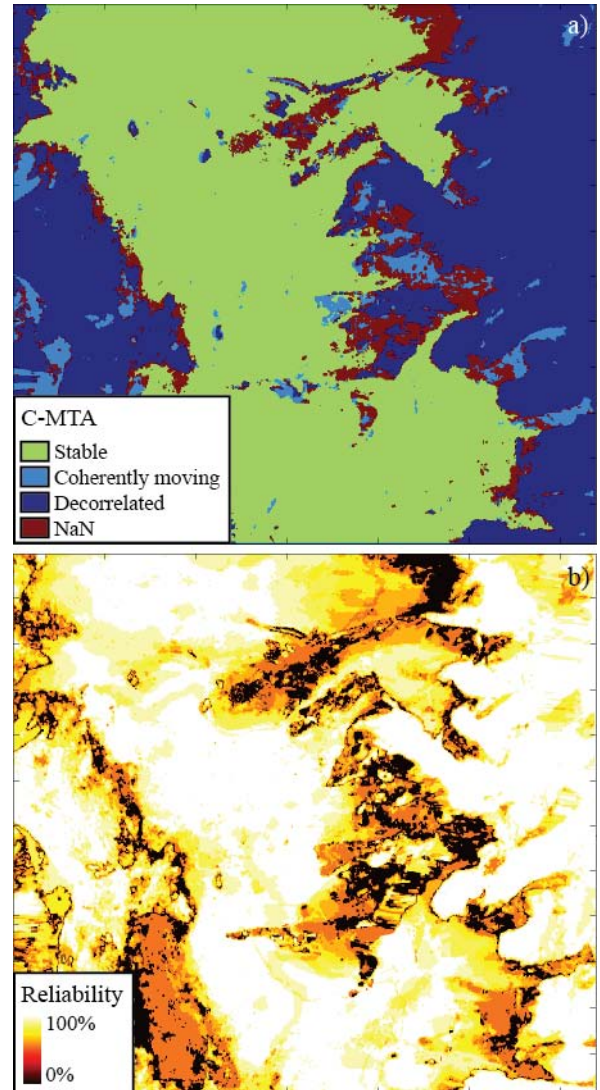 a)
C-MTA
Stable
Coherently moving
Decorrelated
NaN
b)
Reliability
100%
0%